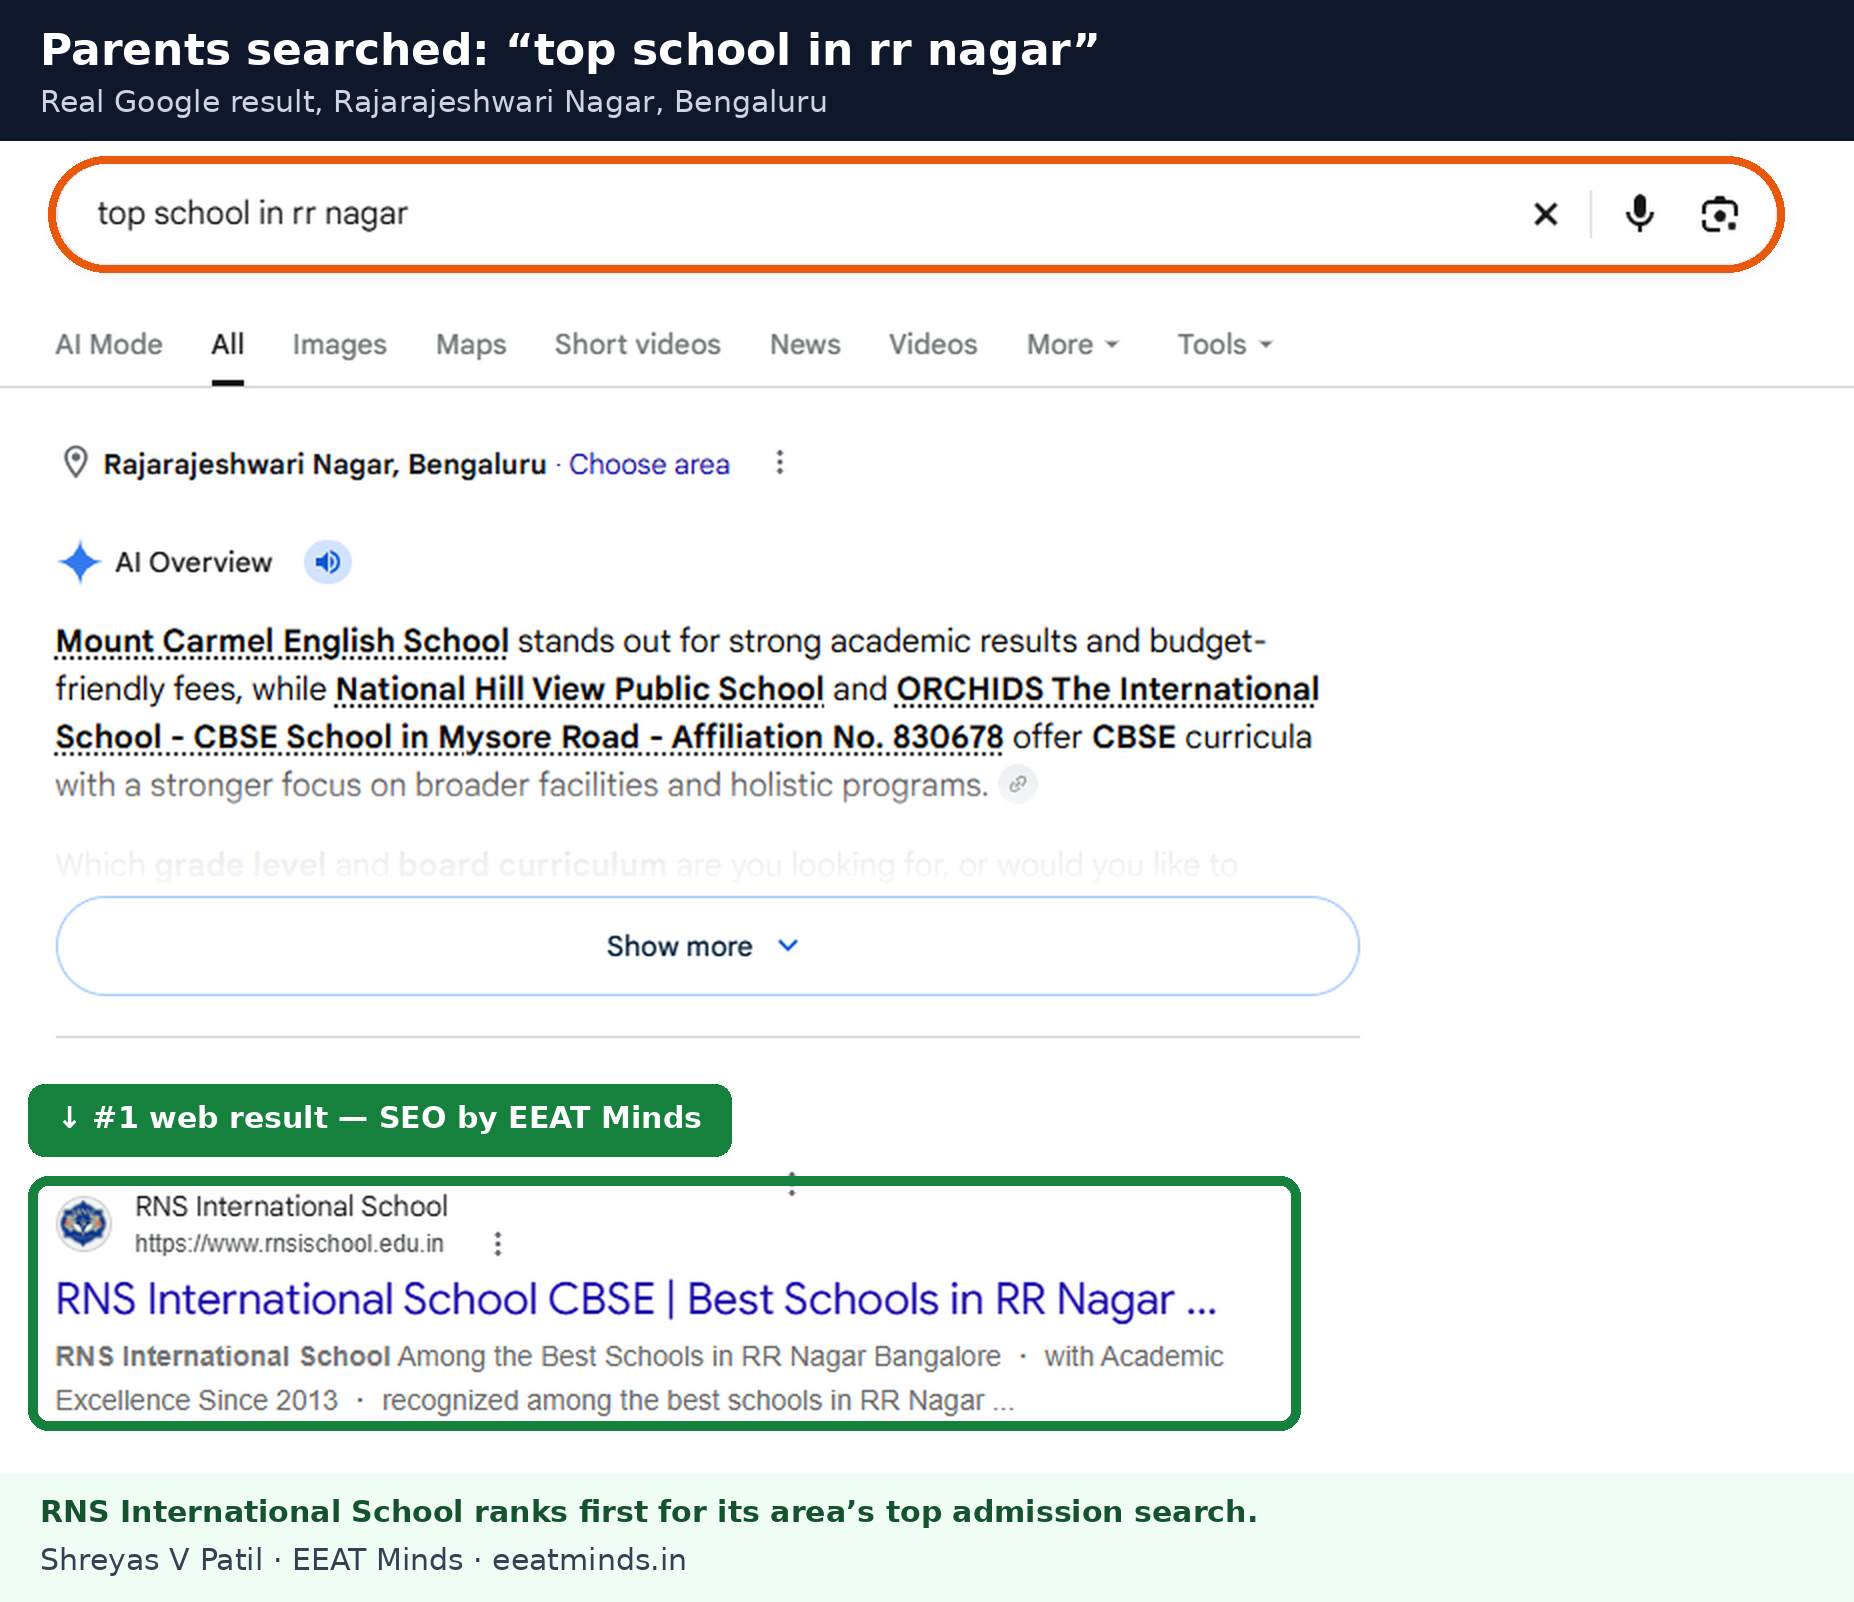 Parents searched: “top school in rr nagar”
Real Google result, Rajarajeshwari Nagar, Bengaluru
top school in rr nagar
AI Mode All Images Maps Short videos News Videos More Tools
Rajarajeshwari Nagar, Bengaluru · Choose area
AI Overview
Mount Carmel English School stands out for strong academic results and budget-
friendly fees, while National Hill View Public School and ORCHIDS The International
School - CBSE School in Mysore Road - Affiliation No. 830678 offer CBSE curricula
with a stronger focus on broader facilities and holistic programs.
Which grade level and board curriculum are you looking for, or would you like to
Show more
↓ #1 web result — SEO by EEAT Minds
RNS International School
https://www.rnsischool.edu.in
RNS International School CBSE | Best Schools in RR Nagar ...
RNS International School Among the Best Schools in RR Nagar Bangalore · with Academic
Excellence Since 2013 · recognized among the best schools in RR Nagar ...
RNS International School ranks first for its area’s top admission search.
Shreyas V Patil · EEAT Minds · eeatminds.in